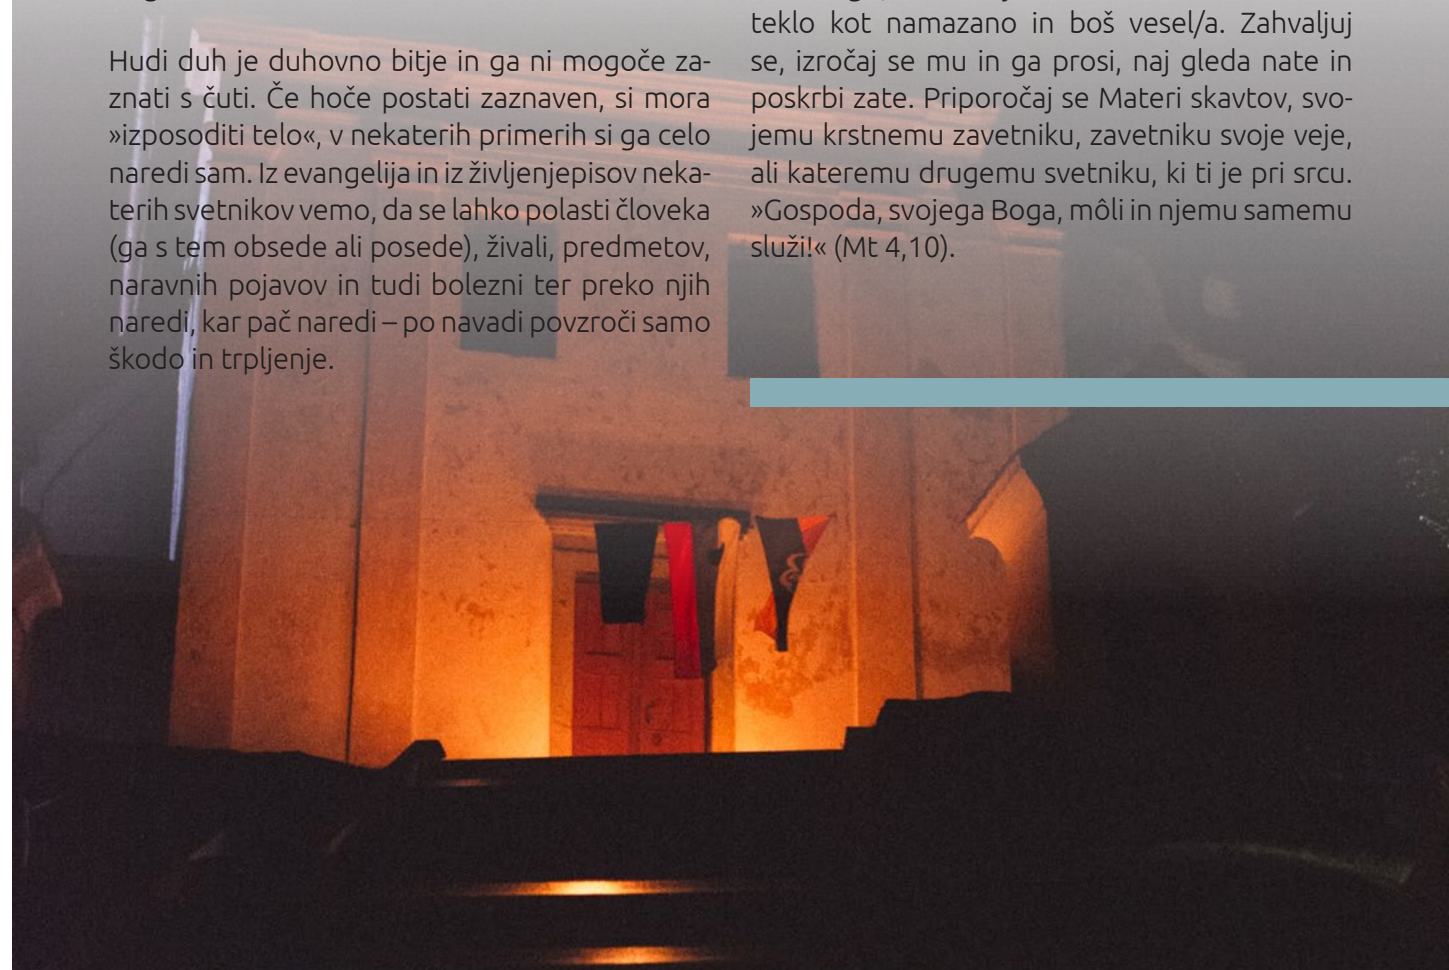 Hudi duh je duhovno bitje in ga ni mogoče za-
znati s čuti. Če hoče postati zaznaven, si mora
»izposoditi telo«, v nekaterih primerih si ga celo
naredi sam. Iz evangelija in iz življenjepisov neka-
terih svetnikov vemo, da se lahko polasti človeka
(ga s tem obsede ali posede), živali, predmetov,
naravnih pojavov in tudi bolezni ter preko njih
naredi, kar pač naredi – po navadi povzroči samo
škodo in trpljenje.
teklo kot namazano in boš vesel/a. Zahvaljuj
se, izročaj se mu in ga prosi, naj gleda nate in
poskrbi zate. Priporočaj se Materi skavtov, svo-
jemu krstnemu zavetniku, zavetniku svoje veje,
ali kateremu drugemu svetniku, ki ti je pri srcu.
»Gospoda, svojega Boga, môli in njemu samemu
služi!« (Mt 4,10).